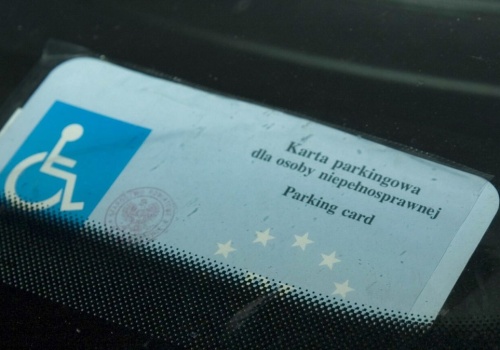 Karta parkingowa
dla osoby niepełnosprawnej
Parking card